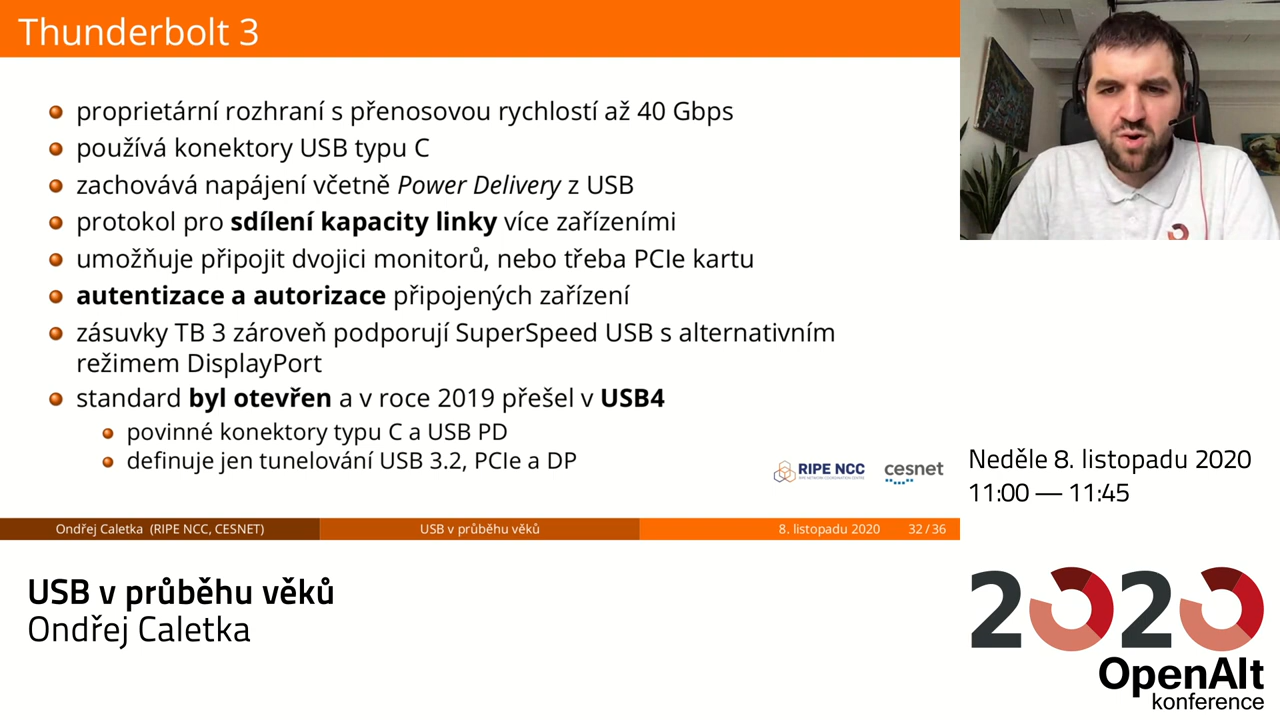 Thunderbolt 3
proprietární rozhraní s přenosovou rychlostí až 40 Gbps
používá konektory USB typu C
zachovává napájení včetně Power Delivery z USB
protokol pro sdílení kapacity linky více zařízeními
umožňuje připojit dvojici monitorů, nebo třeba PCIe kartu
autentizace a autorizace připojených zařízení
zásuvky TB 3 zároveň podporují SuperSpeed USB s alternativním
režimem DisplayPort
standard byl otevřen a v roce 2019 přešel v USB4
povinné konektory typu C a USB PD
definuje jen tunelování USB 3.2, PCIe a DP
RIPE NCC
RIPE NETWORK COORDINATION CENTRE
cesnet
Ondřej Caletka (RIPE NCC, CESNET)
USB v průběhu věků
8. listopadu 2020
32 / 36
Neděle 8. listopadu 2020
11:00 — 11:45
USB v průběhu věků
Ondřej Caletka
2020
OpenAlt
konference